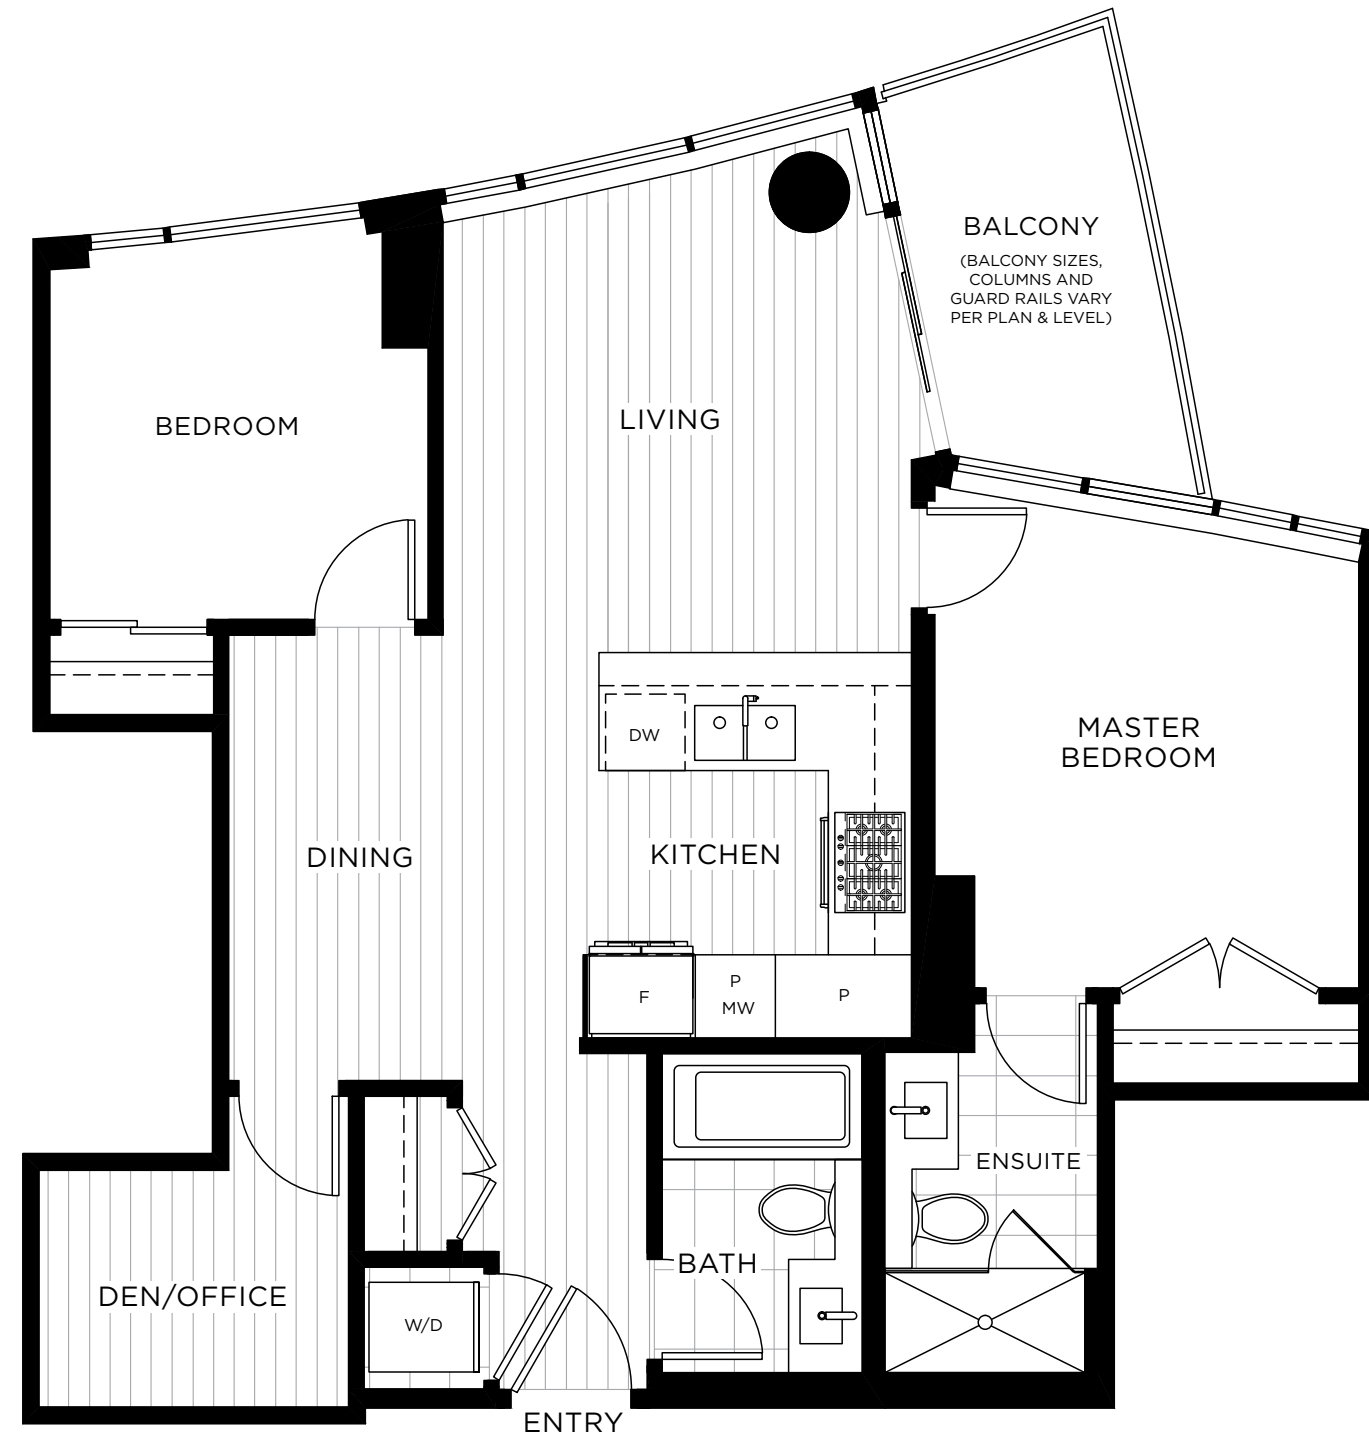 BALCONY
(BALCONY SIZES,
COLUMNS AND
GUARD RAILS VARY
PER PLAN & LEVEL)
BEDROOM
LIVING
MASTER
BEDROOM
DW
DINING
KITCHEN
F
P
MW
P
ENSUITE
BATH
DEN/OFFICE
W/D
ENTRY